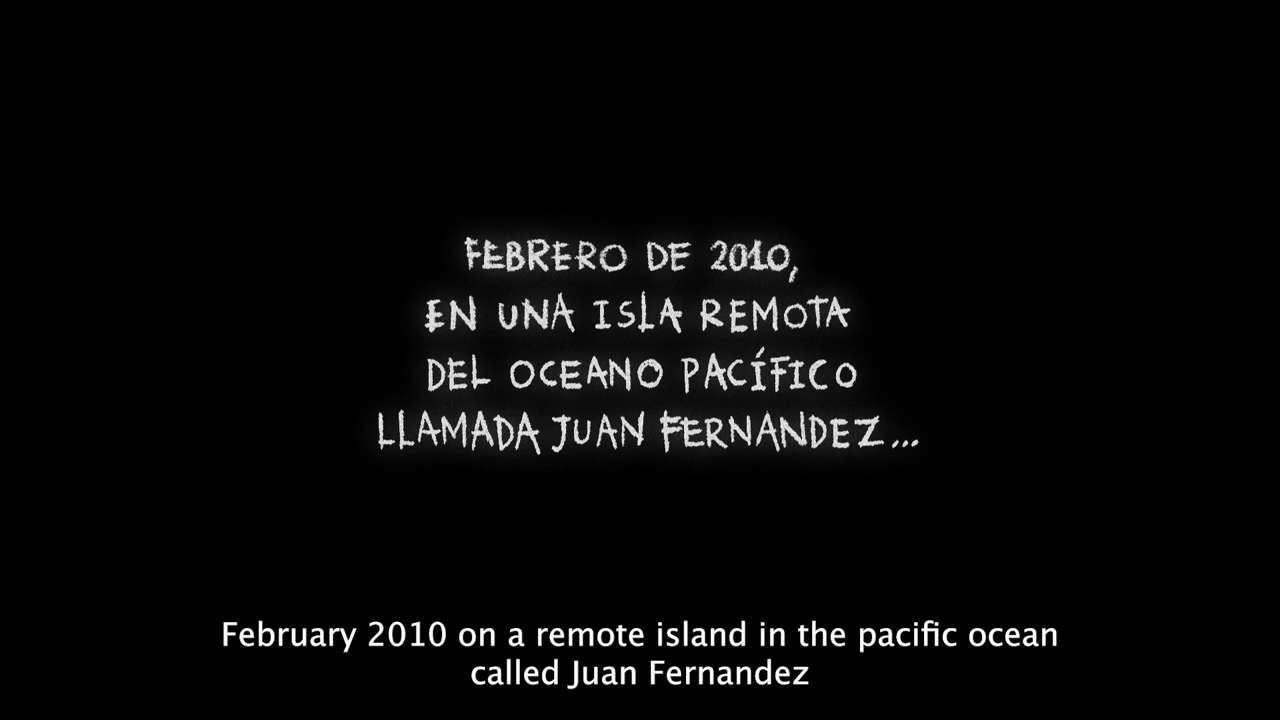 FEBRERO DE 2010,
EN UNA ISLA REMOTA
DEL OCEANO PACÍFICO
LLAMADA JUAN FERNANDEZ...
February 2010 on a remote island in the pacific ocean
called Juan Fernandez